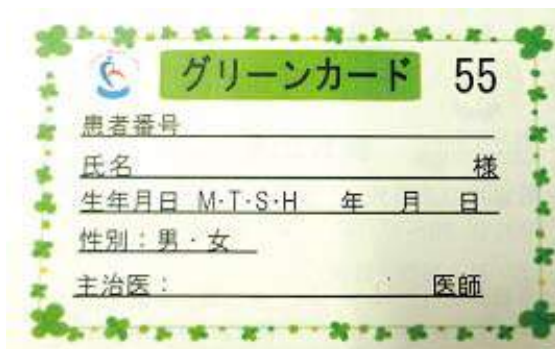 グリーンカード 55
患者番号
氏名 様
生年月日 M・T・S・H 年 月 日
性別：男・女
主治医： 医師